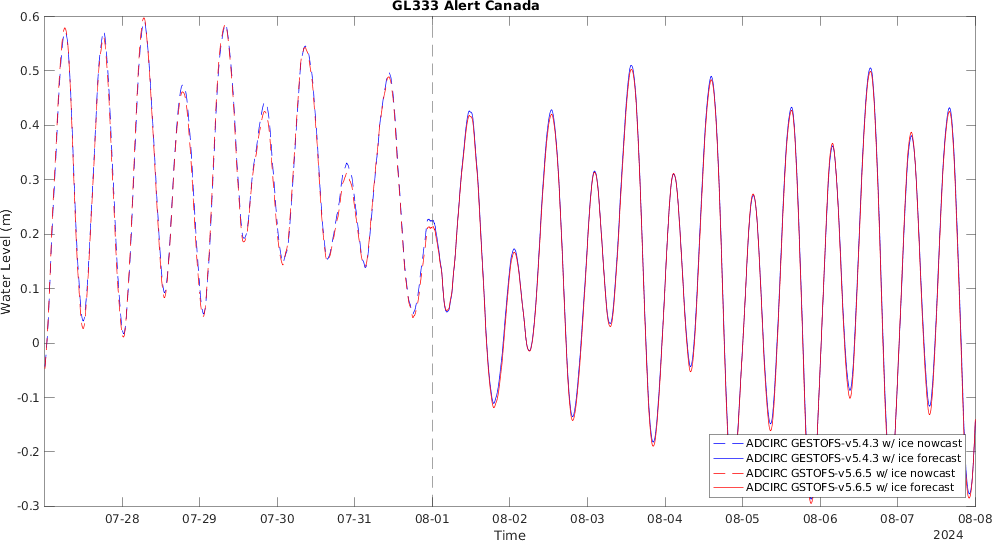 GL333 Alert Canada
0.6
0.5
0.4
0.3
0.2
0.1
0
-0.1
-0.2
-0.3
Water Level (m)
ADCIRC GESTOFS-v5.4.3 w/ ice nowcast
ADCIRC GESTOFS-v5.4.3 w/ ice forecast
ADCIRC GSTOFS-v5.6.5 w/ ice nowcast
ADCIRC GSTOFS-v5.6.5 w/ ice forecast
07-28 07-29 07-30 07-31 08-01 08-02 08-03 08-04 08-05 08-06 08-07 08-08
Time
2024